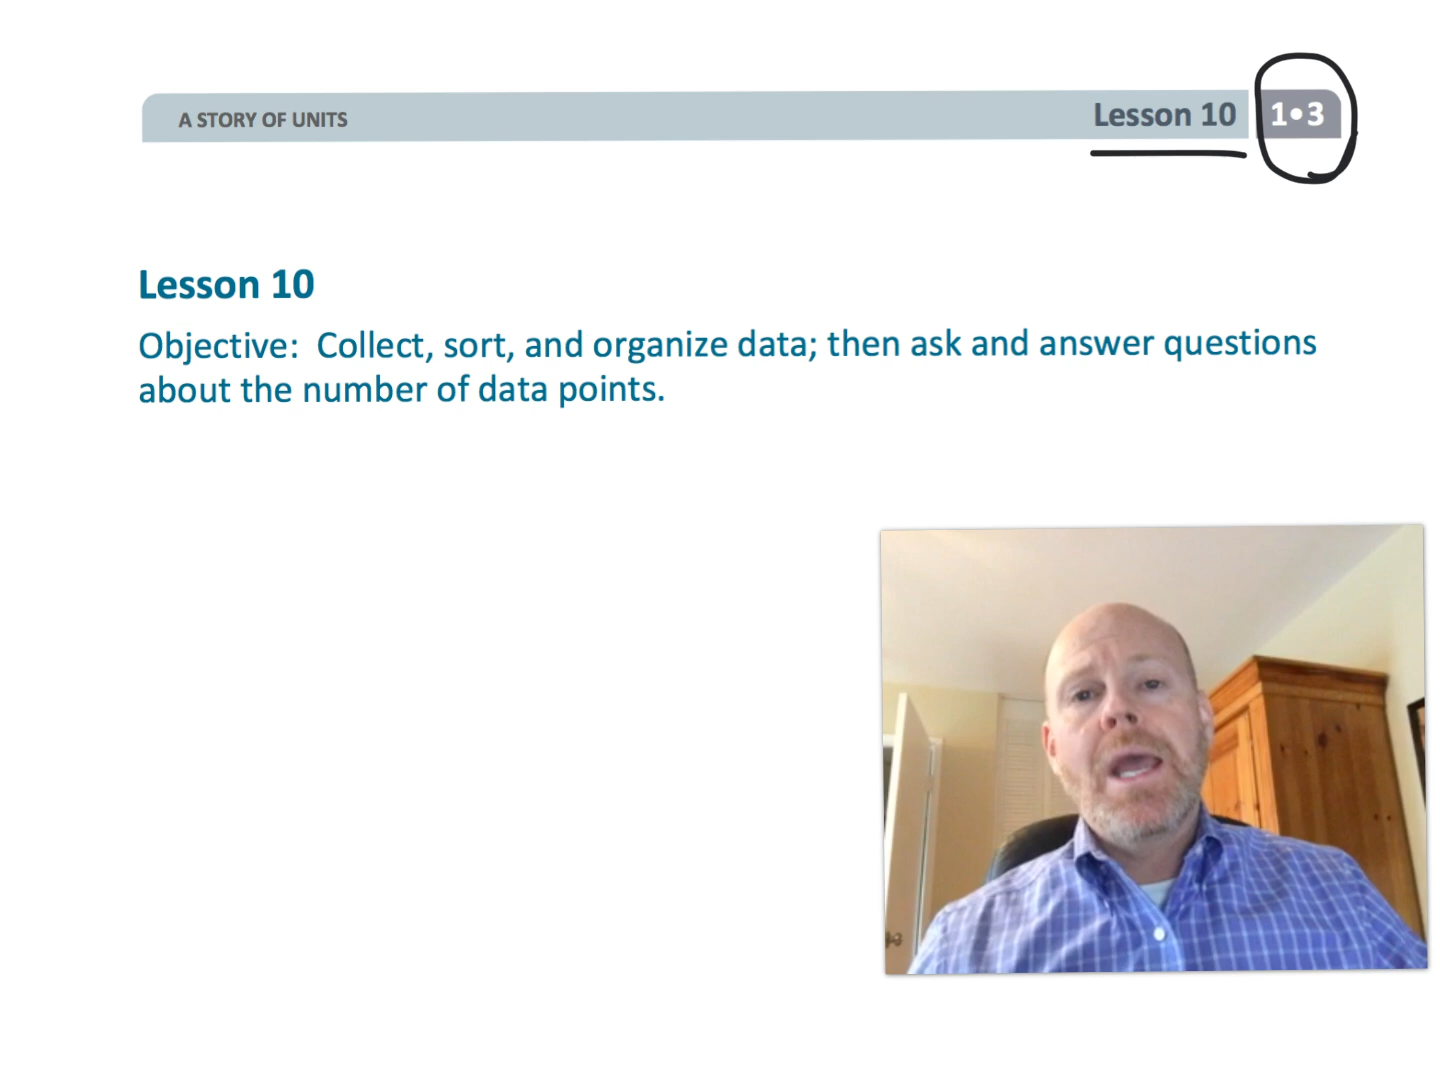 A STORY OF UNITS
Lesson 10
1•3
Lesson 10
Objective:  Collect, sort, and organize data; then ask and answer questions
about the number of data points.